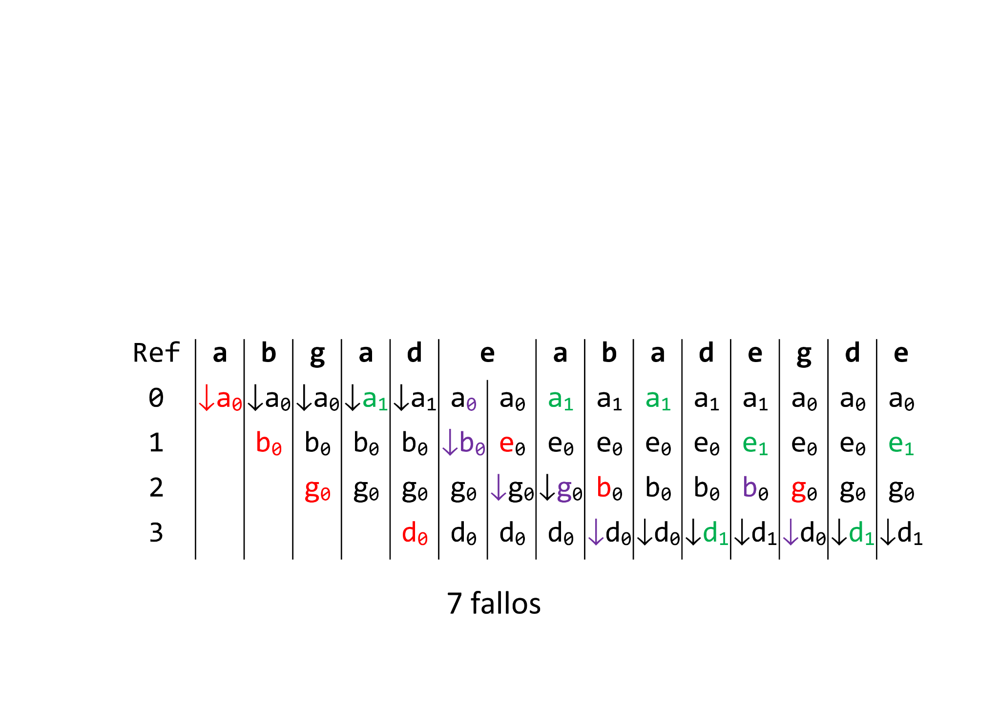 Ref a b g a d e a b a d e g d e
0 ↓a₀ ↓a₀ ↓a₀ ↓a₁ ↓a₁ a₀ a₀ a₁ a₁ a₁ a₁ a₁ a₀ a₀ a₀
1 b₀ b₀ b₀ b₀ ↓b₀ e₀ e₀ e₀ e₀ e₀ e₁ e₀ e₀ e₁
2 g₀ g₀ g₀ g₀ ↓g₀ ↓g₀ b₀ b₀ b₀ b₀ g₀ g₀ g₀
3 d₀ d₀ d₀ d₀ ↓d₀ ↓d₀ ↓d₁ ↓d₁ ↓d₀ ↓d₁ ↓d₁
7 fallos